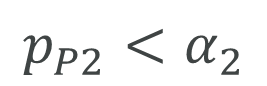 𝑝_{𝑃2} < 𝛼_2